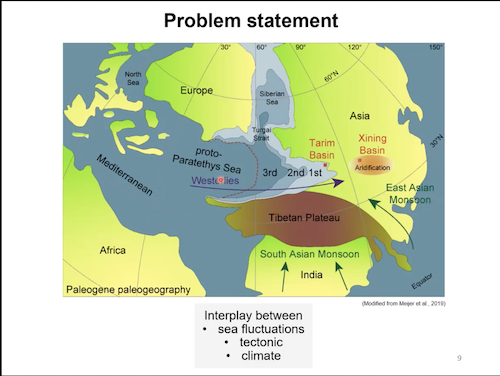 Problem statement
30°
60°
90°
120°
150°
North
Sea
Europe
Siberian
Sea
60°N
Asia
Turgai
Strait
proto-
Paratethys Sea
Tarim
Basin
Xining
Basin
30°N
3rd
2nd
1st
Aridification
Mediterranean
Westerlies
East Asian
Monsoon
Tibetan Plateau
Africa
South Asian Monsoon
India
Equator
Paleogene paleogeography
(Modified from Meijer et al., 2019)
Interplay between
• sea fluctuations
• tectonic
• climate
9